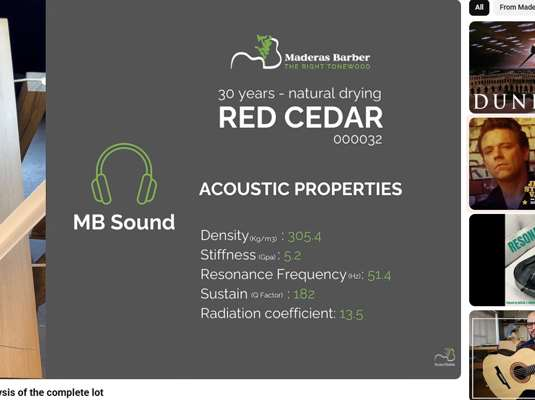 All
From Made
Maderas Barber
THE RIGHT TONEWOOD
30 years - natural drying
RED CEDAR
000032
ACOUSTIC PROPERTIES
MB Sound
Density (Kg/m3) : 305.4
Stiffness (Gpa) : 5.2
Resonance Frequency (Hz): 51.4
Sustain (Q Factor) : 182
Radiation coefficient: 13.5
DUN
RESON
ysis of the complete lot